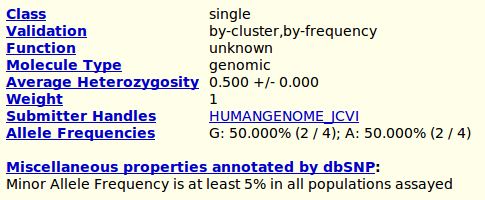 Class single
Validation by-cluster,by-frequency
Function unknown
Molecule Type genomic
Average Heterozygosity 0.500 +/- 0.000
Weight 1
Submitter Handles HUMANGENOME_JCVI
Allele Frequencies G: 50.000% (2 / 4); A: 50.000% (2 / 4)
Miscellaneous properties annotated by dbSNP:
Minor Allele Frequency is at least 5% in all populations assayed